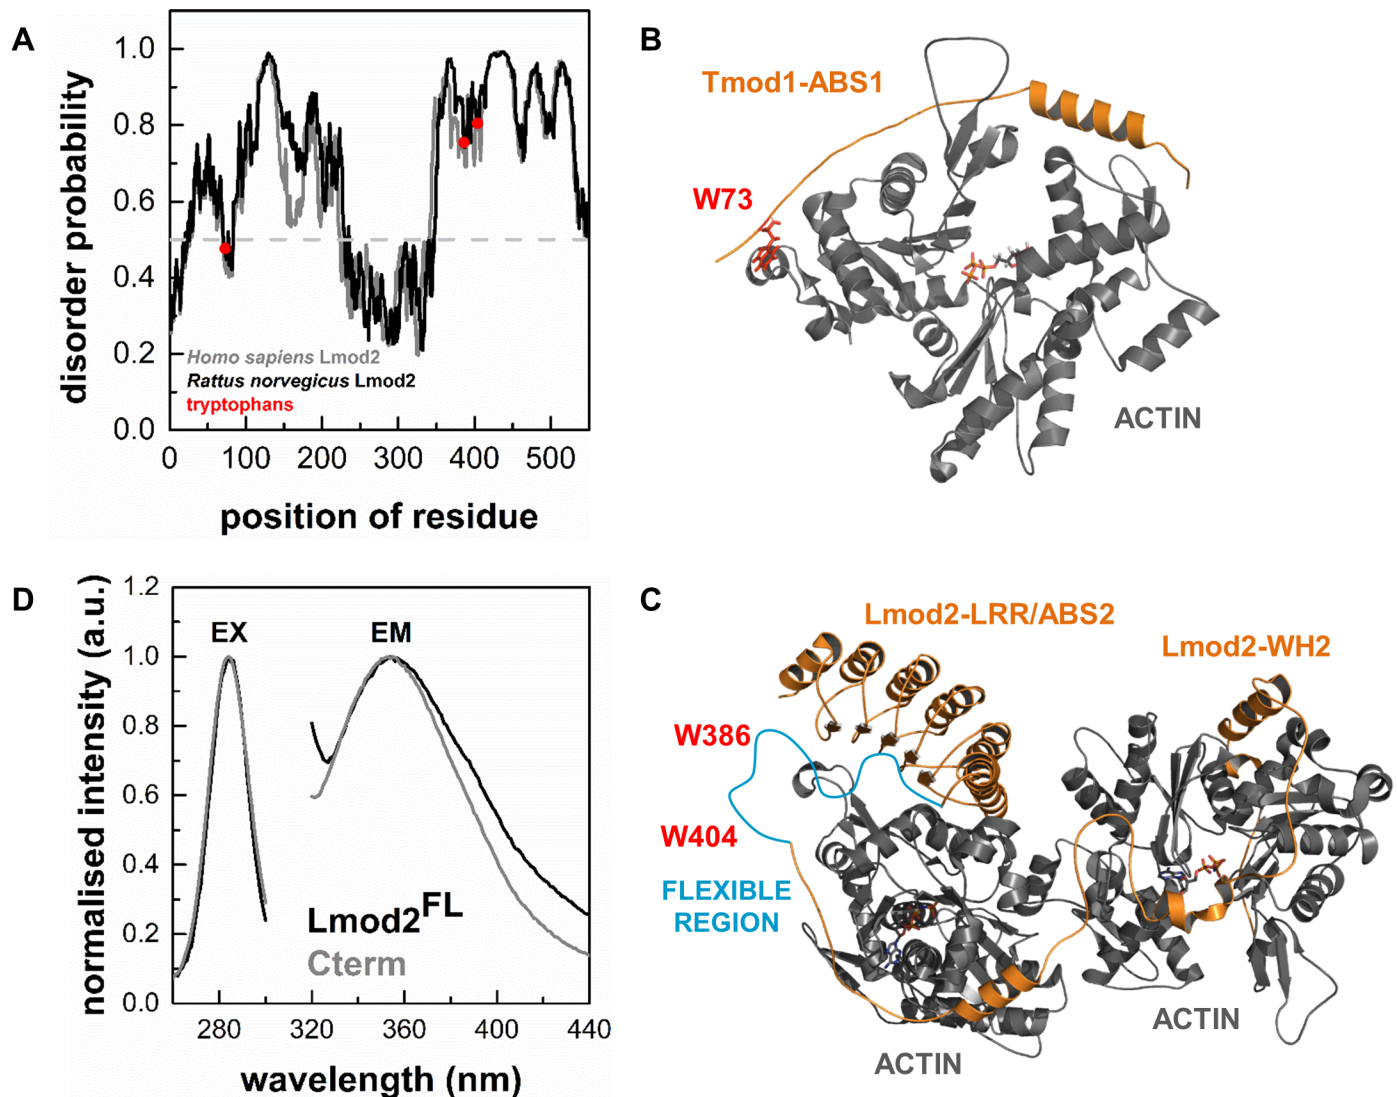 A
disorder probability
1.0
0.8
0.6
0.4
0.2
0.0
Homo sapiens Lmod2
Rattus norvegicus Lmod2
tryptophans
0 100 200 300 400 500
position of residue
B
Tmod1-ABS1
W73
ACTIN
D
normalised intensity (a.u.)
1.2
1.0
0.8
0.6
0.4
0.2
0.0
EX EM
Lmod2FL
Cterm
280 320 360 400 440
wavelength (nm)
C
Lmod2-LRR/ABS2
Lmod2-WH2
W386
W404
FLEXIBLE
REGION
ACTIN
ACTIN